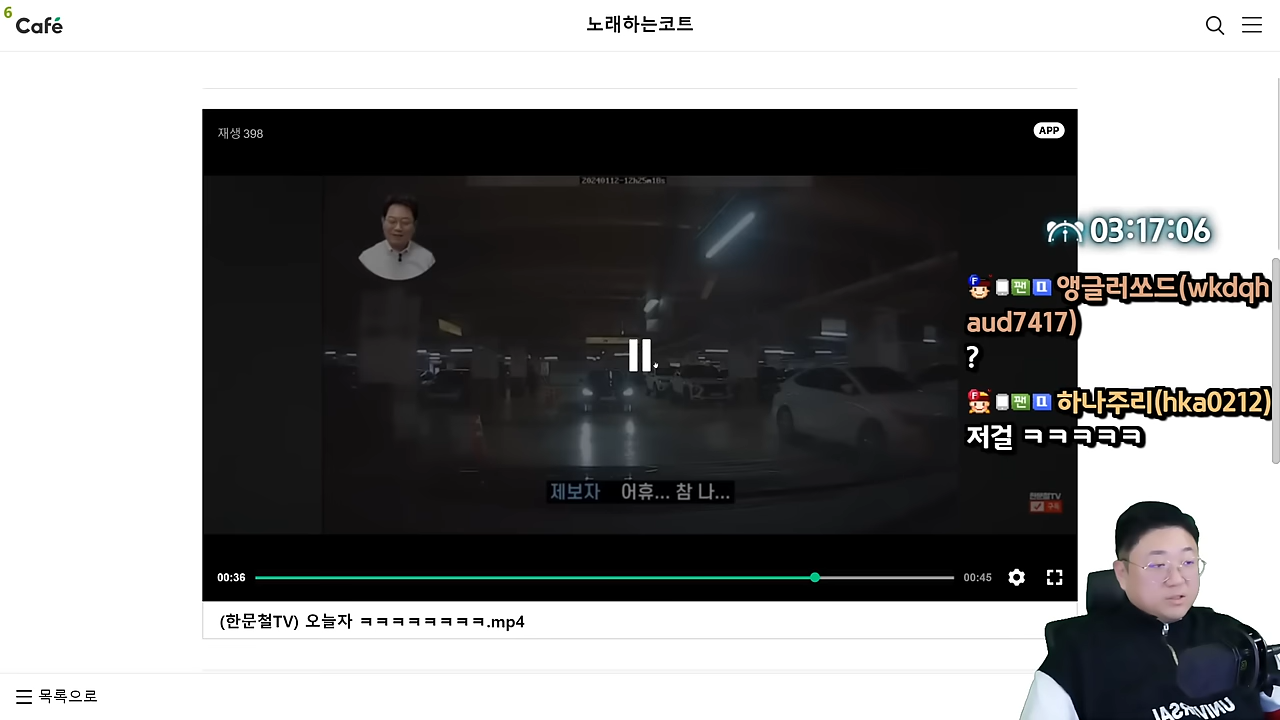 6
Café
노래하는코트
재생 398
APP
20240112-12h25m18s
03:17:06
앵글러쏘드(wkdqh
aud7417)
?
하나주리(hka0212)
저걸 ㅋㅋㅋㅋㅋ
제보자 어휴... 참 나...
한문철TV
구독
00:36
00:45
(한문철TV) 오늘자 ㅋㅋㅋㅋㅋㅋㅋㅋ.mp4
목록으로
UNIVERSAL